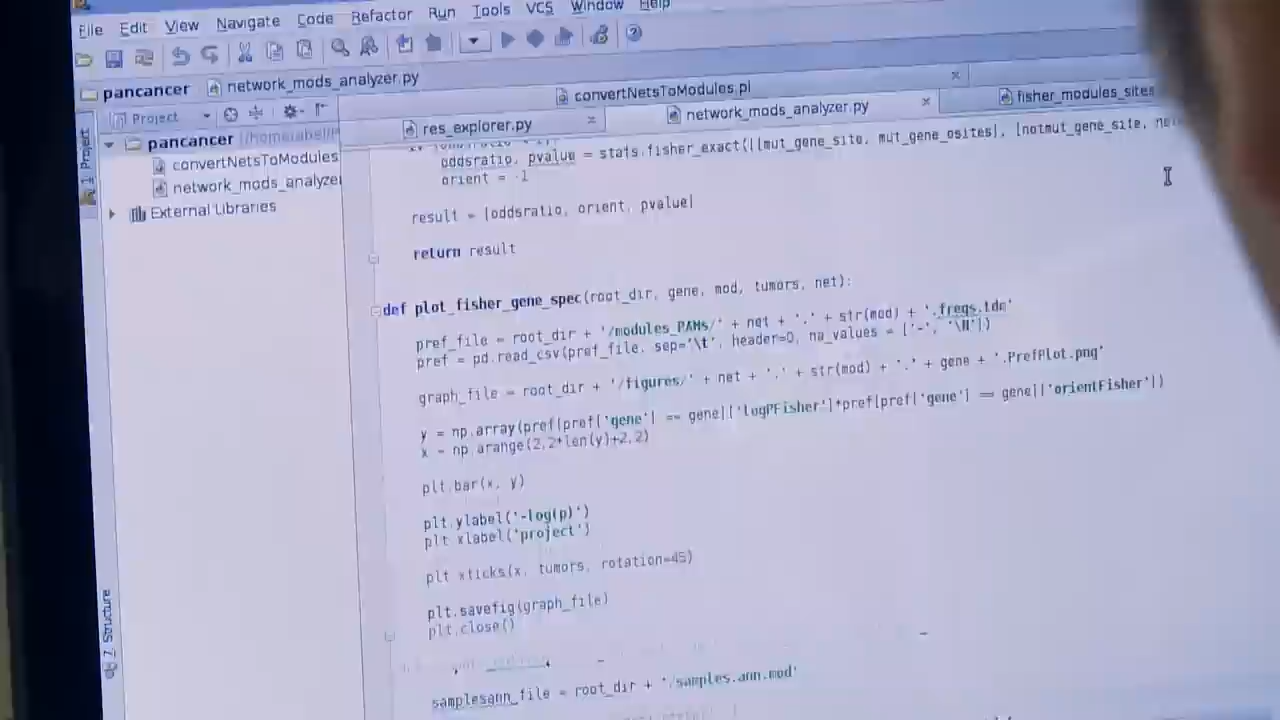 File Edit View Navigate Code Refactor Run Tools VCS Window Help
pancancer network_mods_analyzer.py
Project
convertNetsToModules.pl
res_explorer.py network_mods_analyzer.py fisher_modules_sites
1: Project
pancancer
convertNetsToModules
network_mods_analyzer
External Libraries
oddsratio, pvalue = stats.fisher_exact([[mut_gene_site, mut_gene_osites], [notmut_gene_site,
orient = -1
result = [oddsratio, orient, pvalue]
return result
def plot_fisher_gene_spec(root_dir, gene, mod, tumors, net):
pref_file = root_dir + '/modules_PAMs/' + net + '.' + str(mod) + '.freqs.tdo'
pref = pd.read_csv(pref_file, sep='\t', header=0, na_values = ['-', '\N'])
graph_file = root_dir + '/figures/' + net + '.' + str(mod) + '.' + gene + '.PrefPlot.png'
y = np.array(pref[pref['gene'] == gene]['logPFisher']*pref[pref['gene'] == gene]['orientFisher'])
x = np.arange(2,2*len(y)+2,2)
plt.bar(x, y)
plt.ylabel('-log(p)')
plt.xlabel('project')
plt.xticks(x, tumors, rotation=45)
plt.savefig(graph_file)
plt.close()
samplesann_file = root_dir + '/samples.ann.mod'
7: Structure